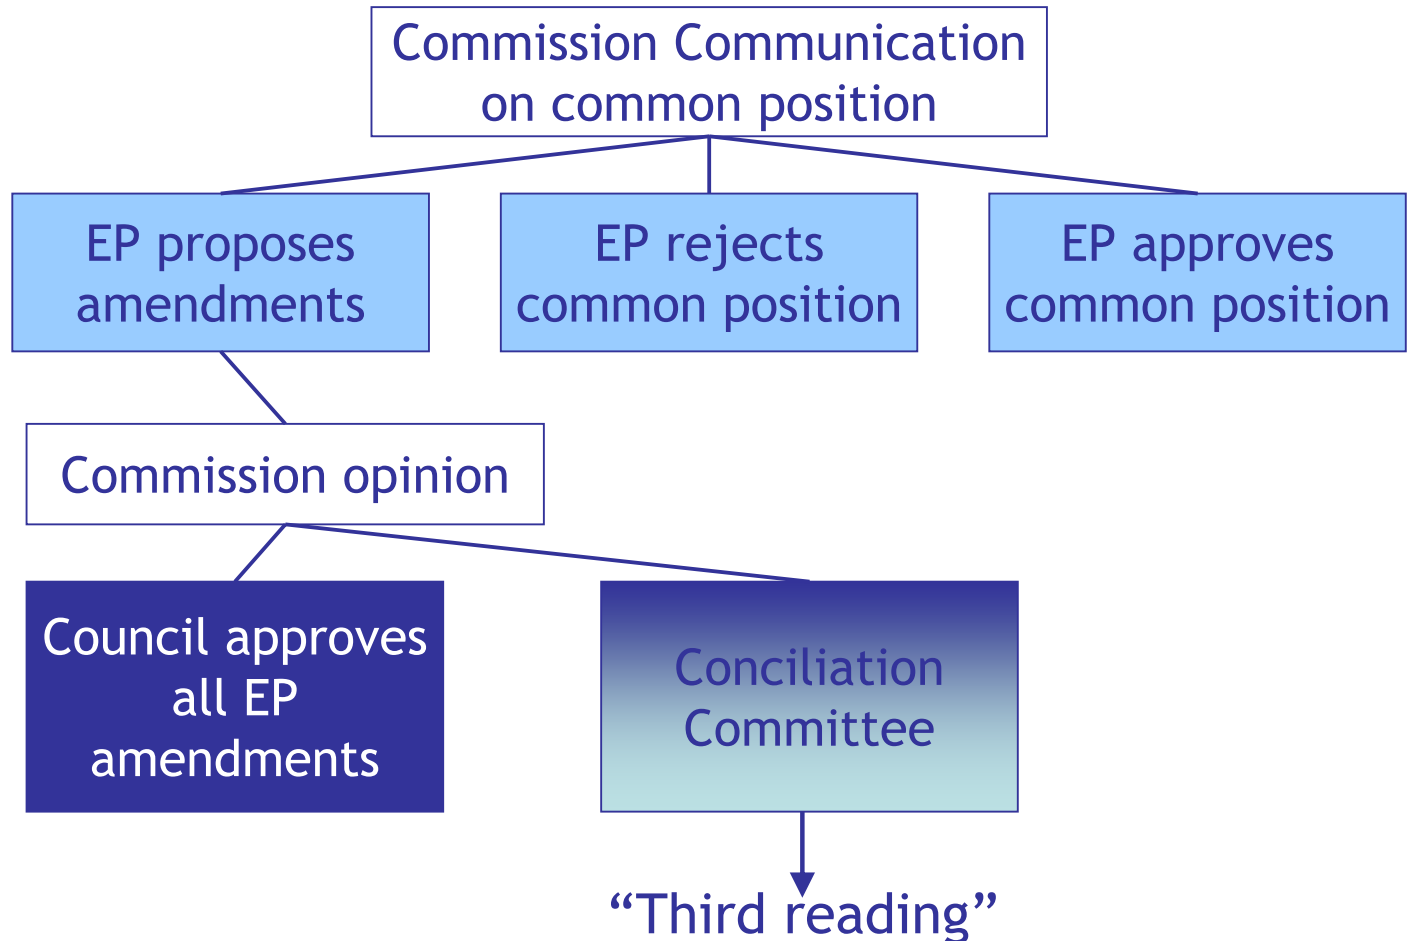 Commission Communication
on common position
EP proposes
amendments
EP rejects
common position
EP approves
common position
Commission opinion
Council approves
all EP
amendments
Conciliation
Committee
“Third reading”